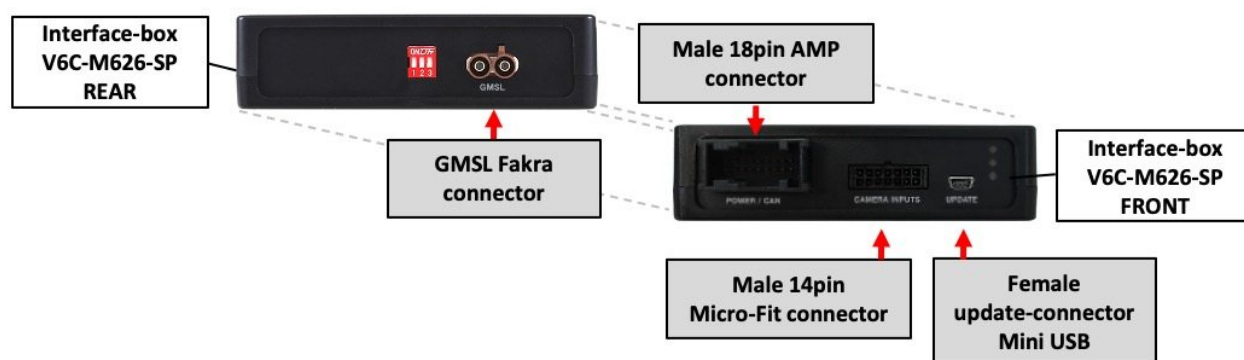 Interface-box
V6C-M626-SP
REAR
1 2 3
GMSL
Male 18pin AMP
connector
GMSL Fakra
connector
POWER / CAN
CAMERA INPUTS
UPDATE
Interface-box
V6C-M626-SP
FRONT
Male 14pin
Micro-Fit connector
Female
update-connector
Mini USB